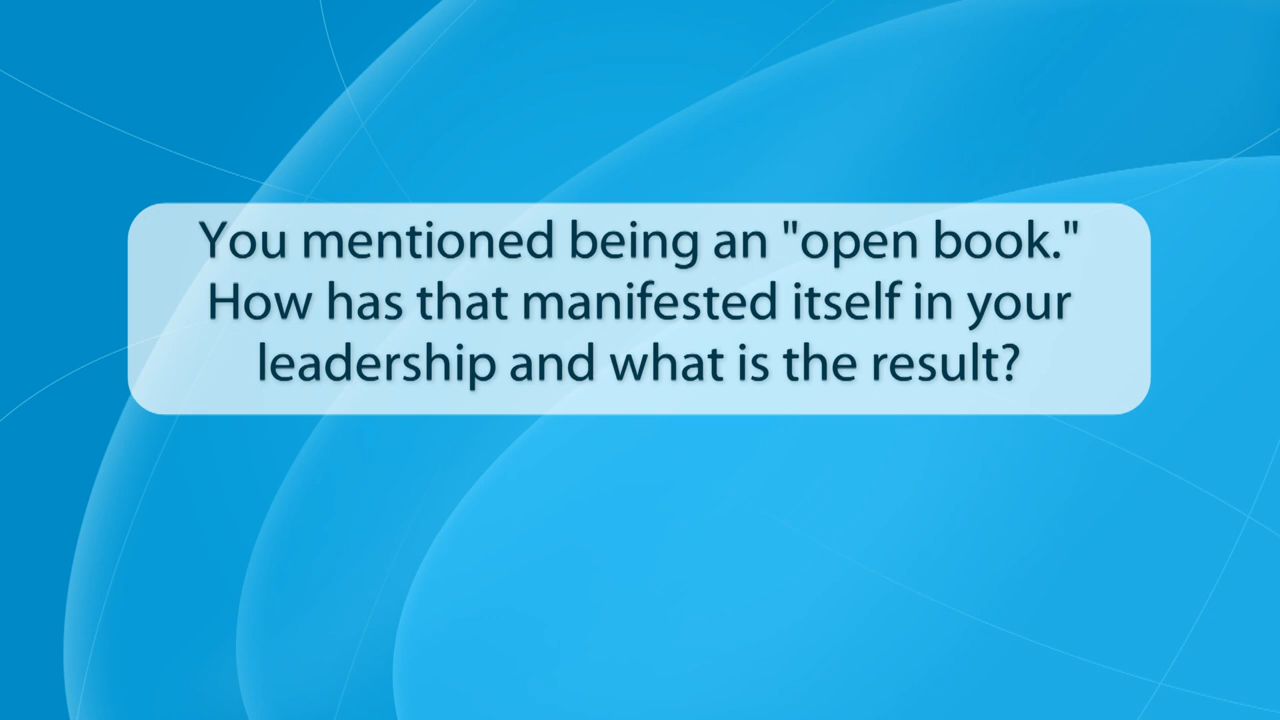 You mentioned being an "open book."
How has that manifested itself in your
leadership and what is the result?